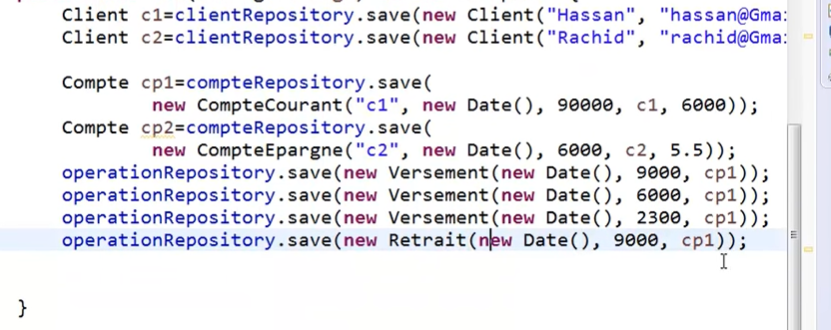 Client c1=clientRepository.save(new Client("Hassan", "hassan@Gma
Client c2=clientRepository.save(new Client("Rachid", "rachid@Gma
Compte cp1=compteRepository.save(
new CompteCourant("c1", new Date(), 90000, c1, 6000));
Compte cp2=compteRepository.save(
new CompteEpargne("c2", new Date(), 6000, c2, 5.5));
operationRepository.save(new Versement(new Date(), 9000, cp1));
operationRepository.save(new Versement(new Date(), 6000, cp1));
operationRepository.save(new Versement(new Date(), 2300, cp1));
operationRepository.save(new Retrait(new Date(), 9000, cp1));
}